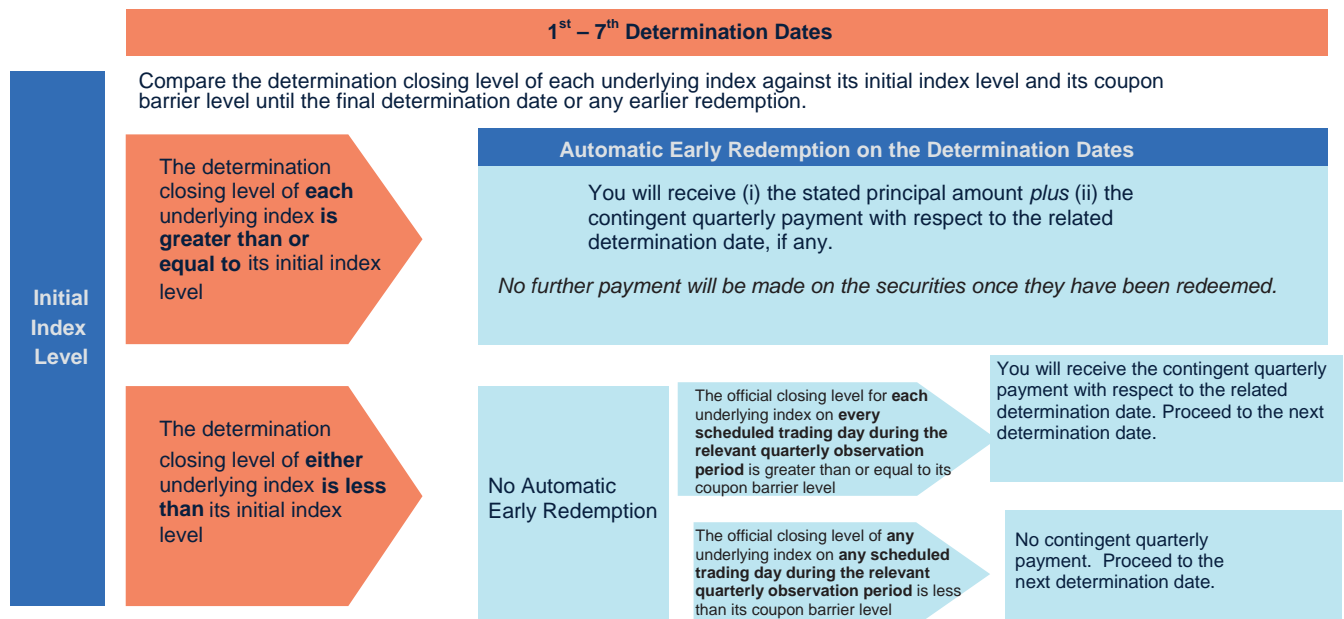 1st – 7th Determination Dates
Compare the determination closing level of each underlying index against its initial index level and its coupon
barrier level until the final determination date or any earlier redemption.
Initial
Index
Level
The determination
closing level of each
underlying index is
greater than or
equal to its initial index
level
Automatic Early Redemption on the Determination Dates
You will receive (i) the stated principal amount plus (ii) the
contingent quarterly payment with respect to the related
determination date, if any.
No further payment will be made on the securities once they have been redeemed.
The determination
closing level of either
underlying index is less
than its initial index
level
No Automatic
Early Redemption
The official closing level for each
underlying index on every
scheduled trading day during the
relevant quarterly observation
period is greater than or equal to its
coupon barrier level
You will receive the contingent quarterly
payment with respect to the related
determination date. Proceed to the next
determination date.
The official closing level of any
underlying index on any scheduled
trading day during the relevant
quarterly observation period is less
than its coupon barrier level
No contingent quarterly
payment. Proceed to the
next determination date.